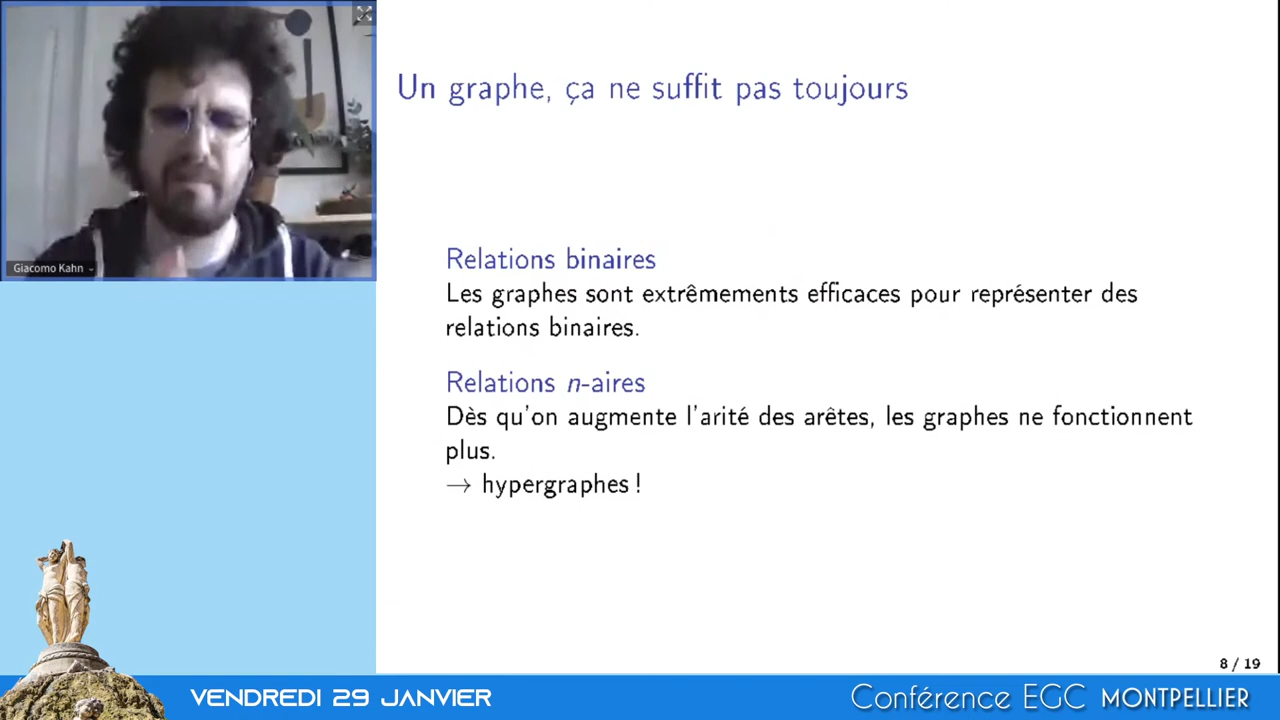 Giacomo Kahn
Un graphe, ça ne suffit pas toujours
Relations binaires
Les graphes sont extrêmements efficaces pour représenter des
relations binaires.
Relations n-aires
Dès qu'on augmente l'arité des arêtes, les graphes ne fonctionnent
plus.
→ hypergraphes !
8 / 19
VENDREDI 29 JANVIER
Conférence EGC MONTPELLIER